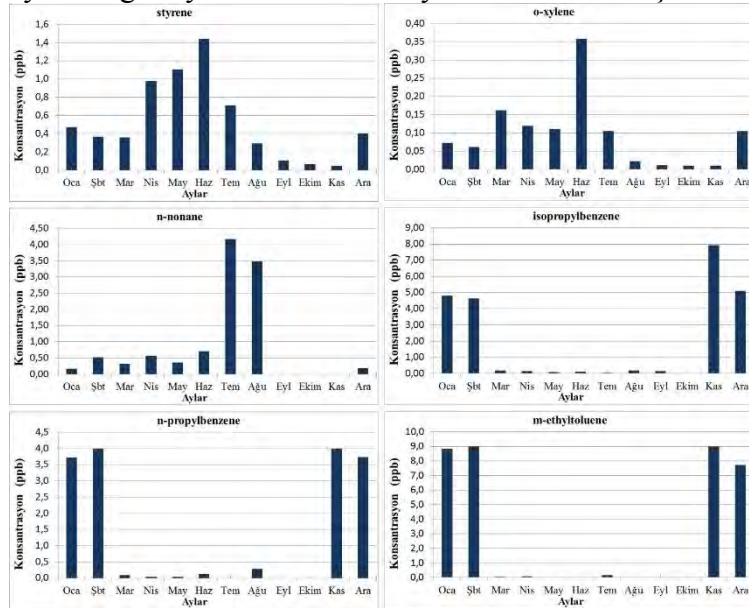 styrene
Konsantrasyon (ppb)
1,6
1,4
1,2
1,0
0,8
0,6
0,4
0,2
0,0
Oca Şbt Mar Nis May Haz Tem Ağu Eyl Ekim Kas Ara
Aylar
o-xylene
Konsantrasyon (ppb)
0,40
0,35
0,30
0,25
0,20
0,15
0,10
0,05
0,00
Oca Şbt Mar Nis May Haz Tem Ağu Eyl Ekim Kas Ara
Aylar
n-nonane
Konsantrasyon (ppb)
4,50
4,00
3,50
3,00
2,50
2,00
1,50
1,00
0,50
0,00
Oca Şbt Mar Nis May Haz Tem Ağu Eyl Ekim Kas Ara
Aylar
isopropylbenzene
Konsantrasyon (ppb)
9,00
8,00
7,00
6,00
5,00
4,00
3,00
2,00
1,00
0,00
Oca Şbt Mar Nis May Haz Tem Ağu Eyl Ekim Kas Ara
Aylar
n-propylbenzene
Konsantrasyon (ppb)
4,5
4,0
3,5
3,0
2,5
2,0
1,5
1,0
0,5
0,0
Oca Şbt Mar Nis May Haz Tem Ağu Eyl Ekim Kas Ara
Aylar
m-ethyltoluene
Konsantrasyon (ppb)
10,0
9,0
8,0
7,0
6,0
5,0
4,0
3,0
2,0
1,0
0,0
Oca Şbt Mar Nis May Haz Tem Ağu Eyl Ekim Kas Ara
Aylar